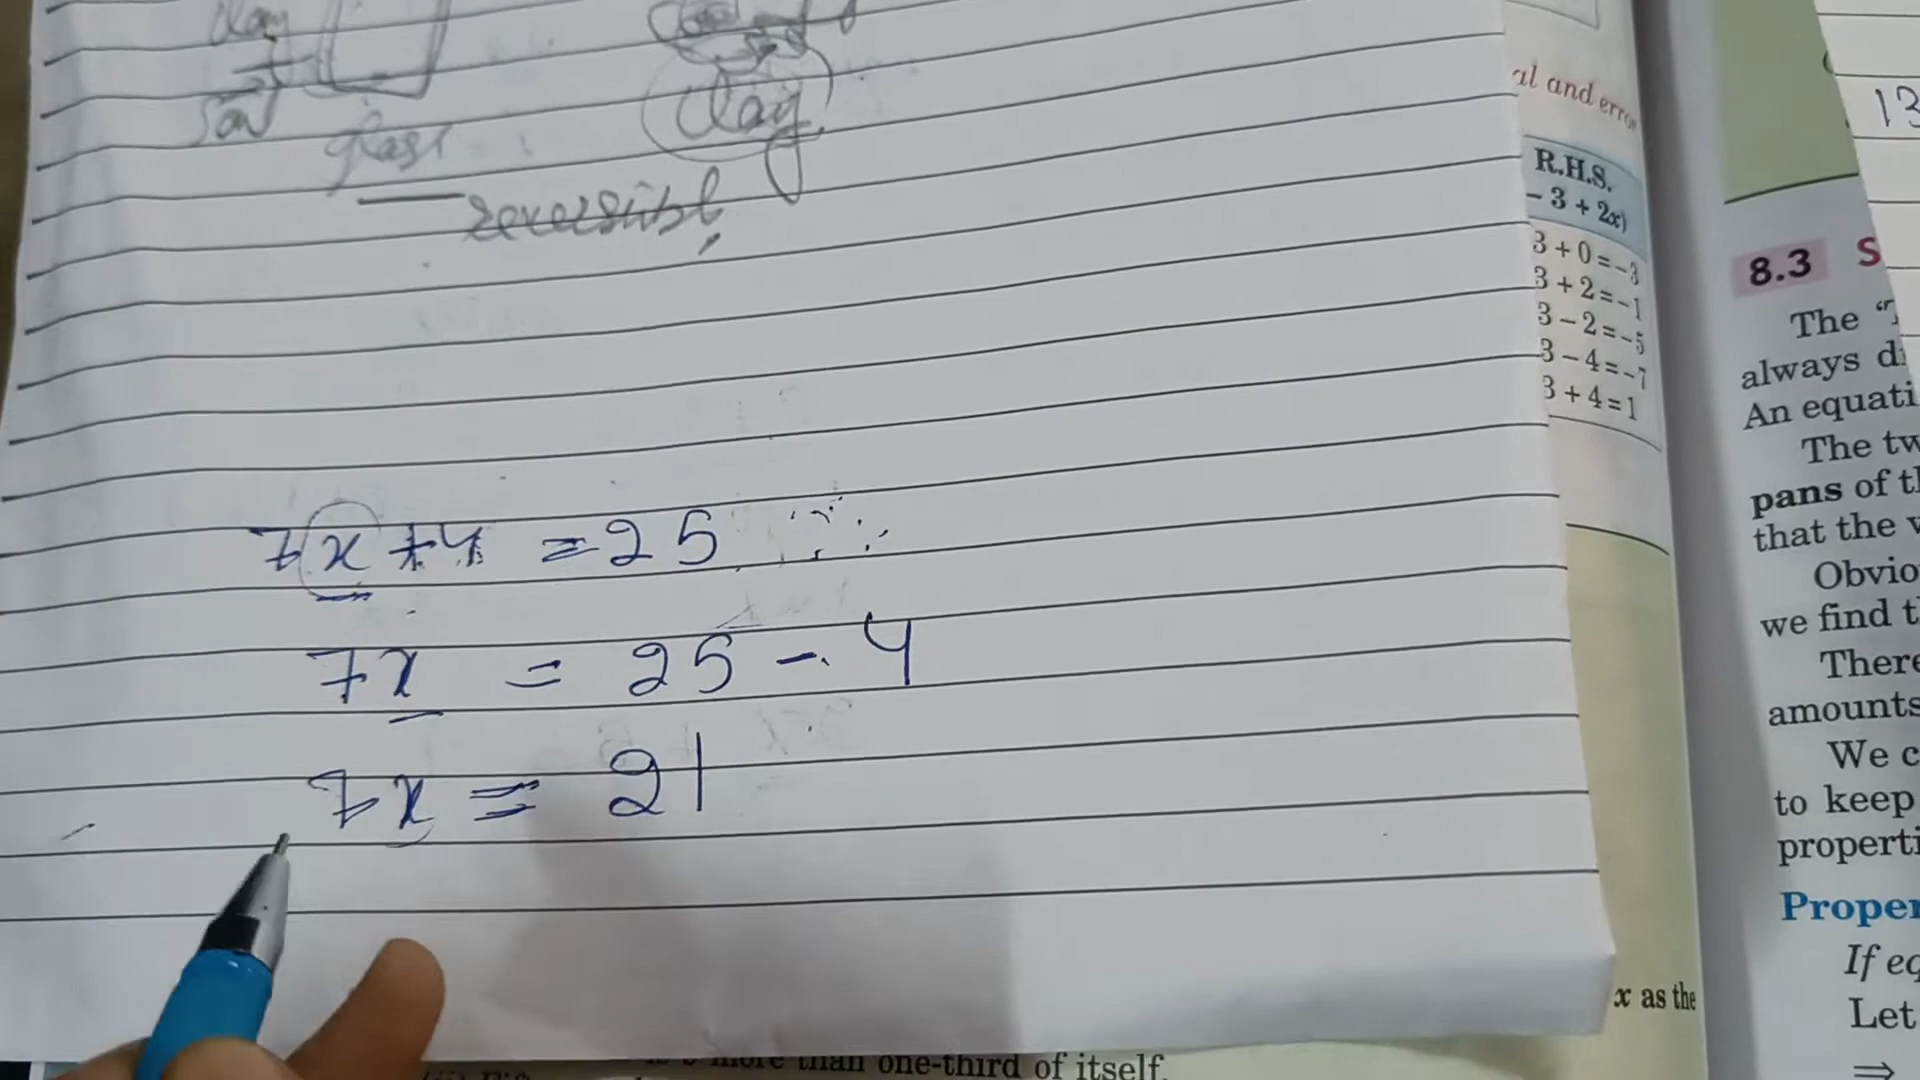 clay
Clay
glass
reversibl
7x + 4 = 25
7x = 25 - 4
7x = 21
al and erro
R.H.S.
- 3 + 2x)
3 + 0 = -3
3 + 2 = -1
3 - 2 = -5
3 - 4 = -7
3 + 4 = 1
x as the
more than one-third of itself.
13
8.3 S
The
always d
An equati
The tw
pans of t
that the
Obvio
we find t
There
amounts
We c
to keep
properti
Proper
If eq
Let
⇒